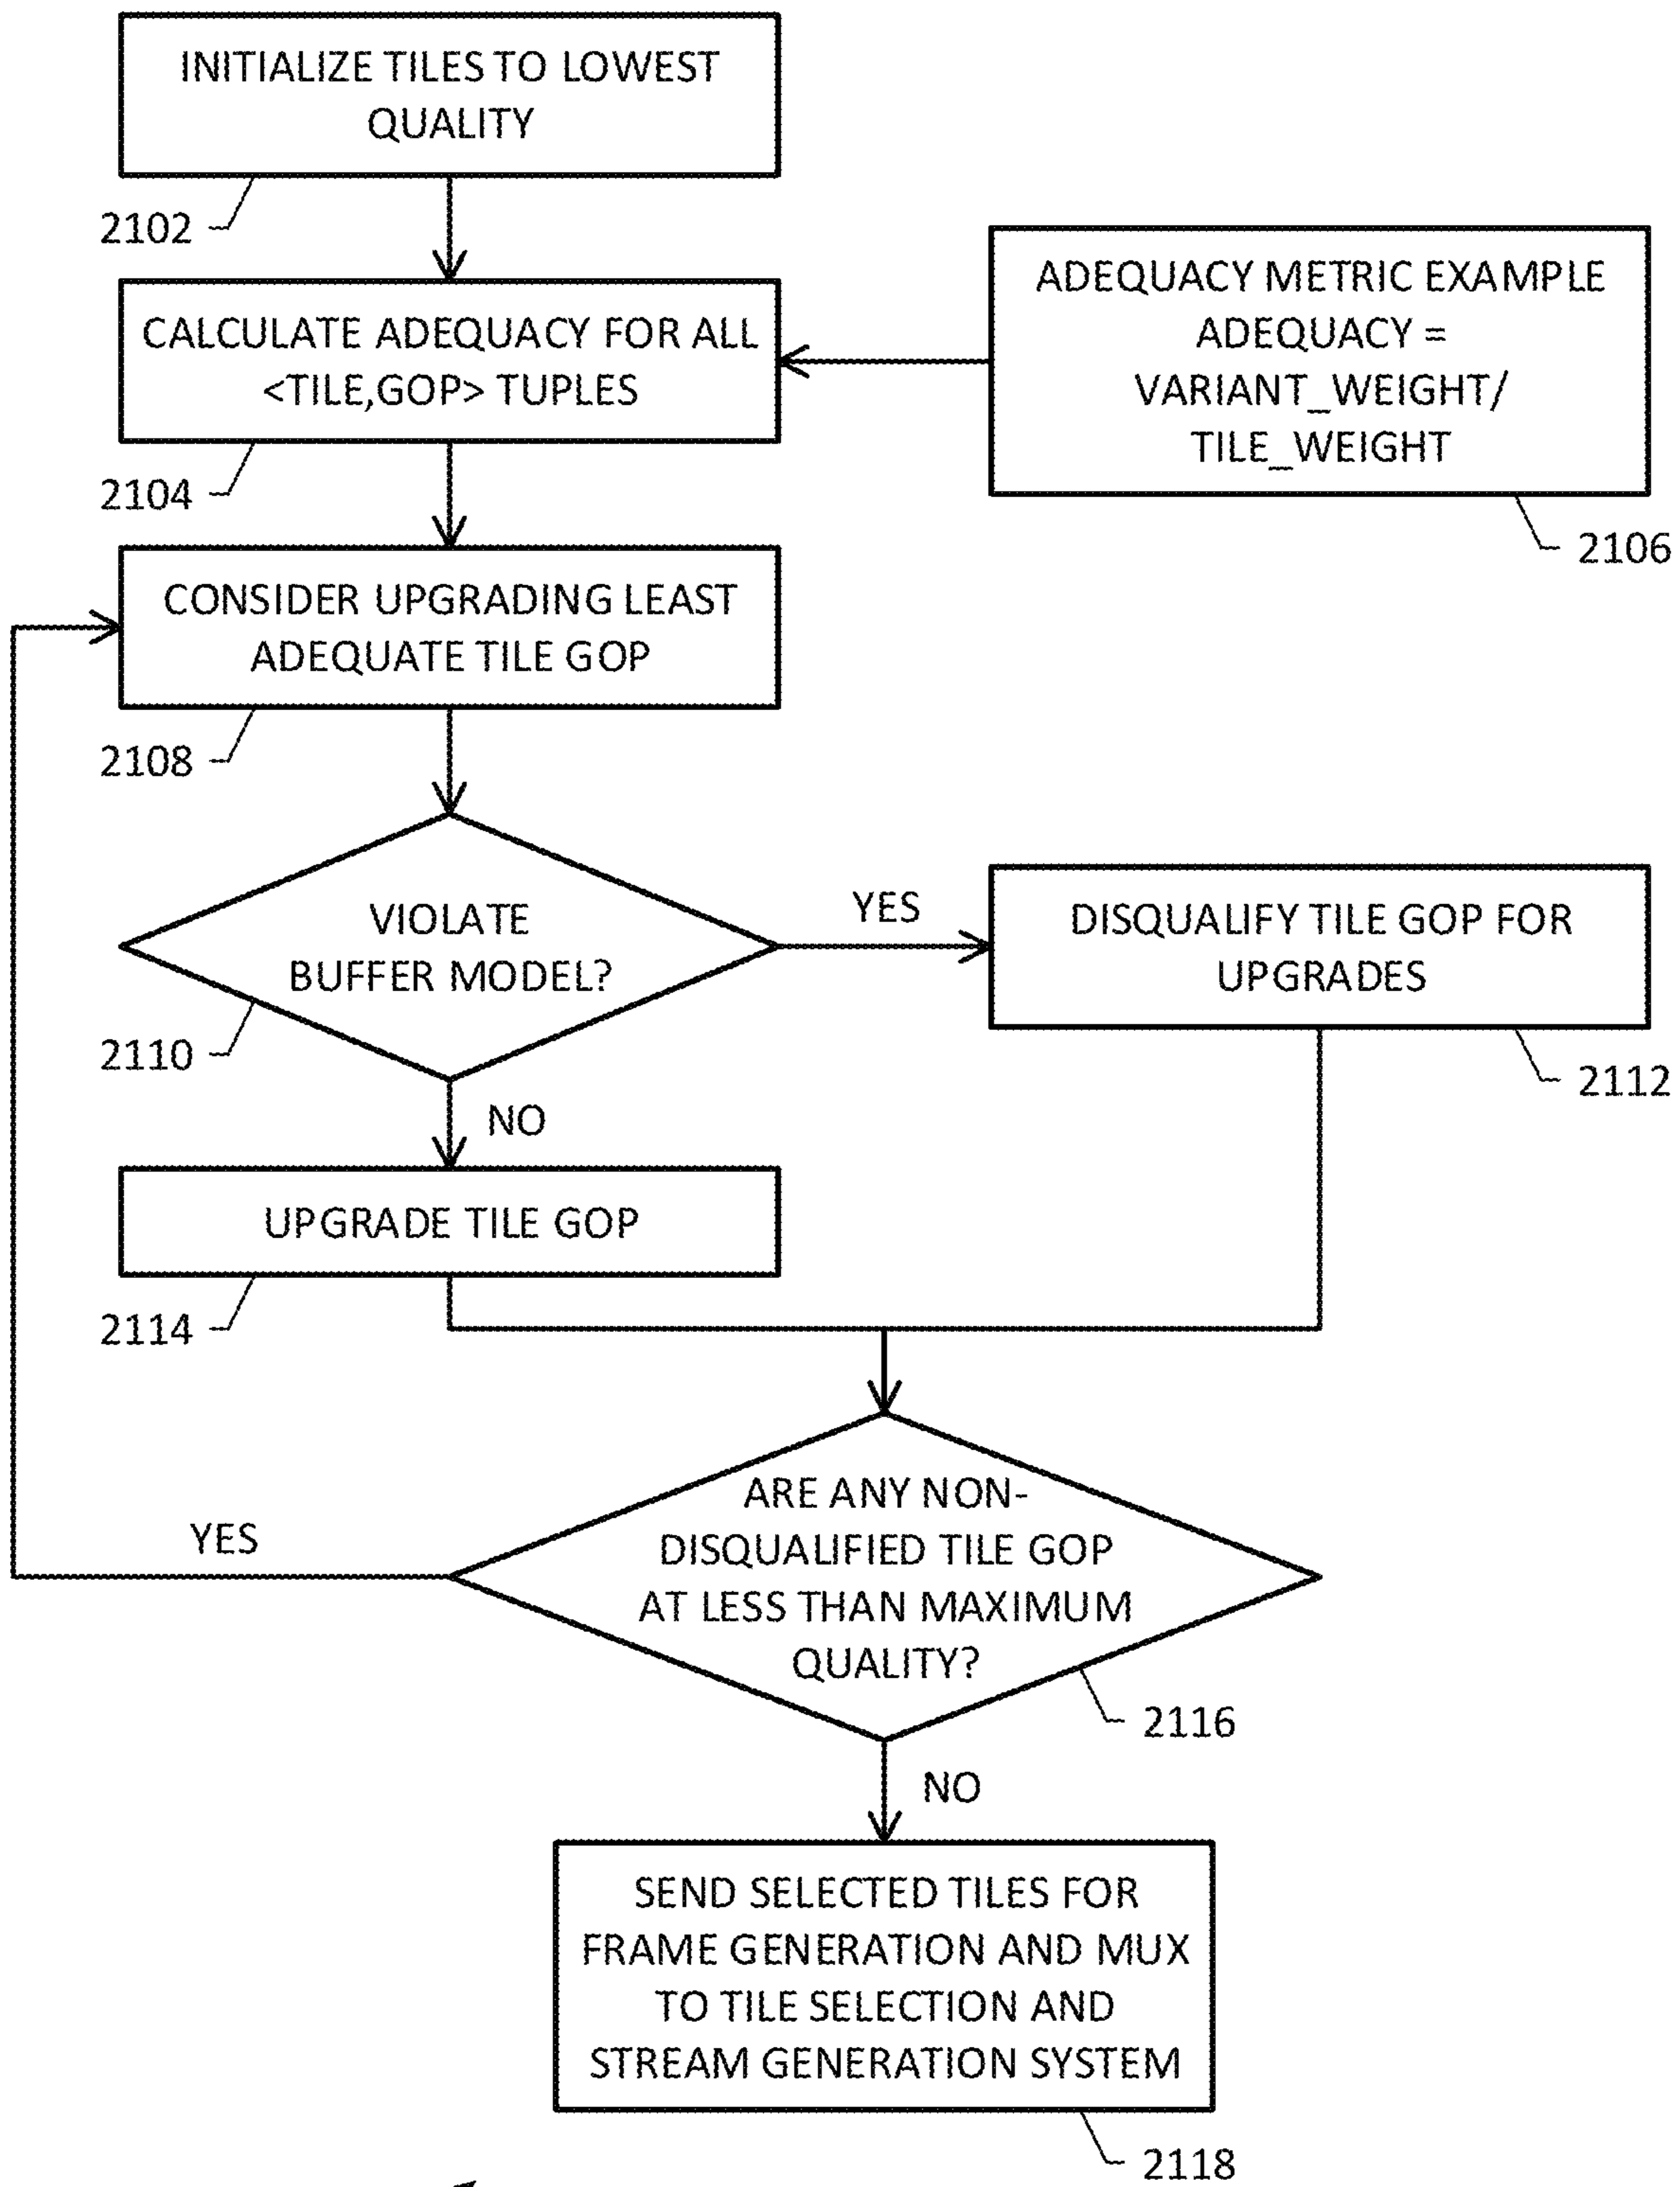 INITIALIZE TILES TO LOWEST
QUALITY
2102
CALCULATE ADEQUACY FOR ALL
<TILE,GOP> TUPLES
2104
ADEQUACY METRIC EXAMPLE
ADEQUACY =
VARIANT_WEIGHT/
TILE_WEIGHT
2106
CONSIDER UPGRADING LEAST
ADEQUATE TILE GOP
2108
VIOLATE
BUFFER MODEL?
2110
YES
DISQUALIFY TILE GOP FOR
UPGRADES
2112
NO
UPGRADE TILE GOP
2114
ARE ANY NON-
DISQUALIFIED TILE GOP
AT LESS THAN MAXIMUM
QUALITY?
2116
YES
NO
SEND SELECTED TILES FOR
FRAME GENERATION AND MUX
TO TILE SELECTION AND
STREAM GENERATION SYSTEM
2118